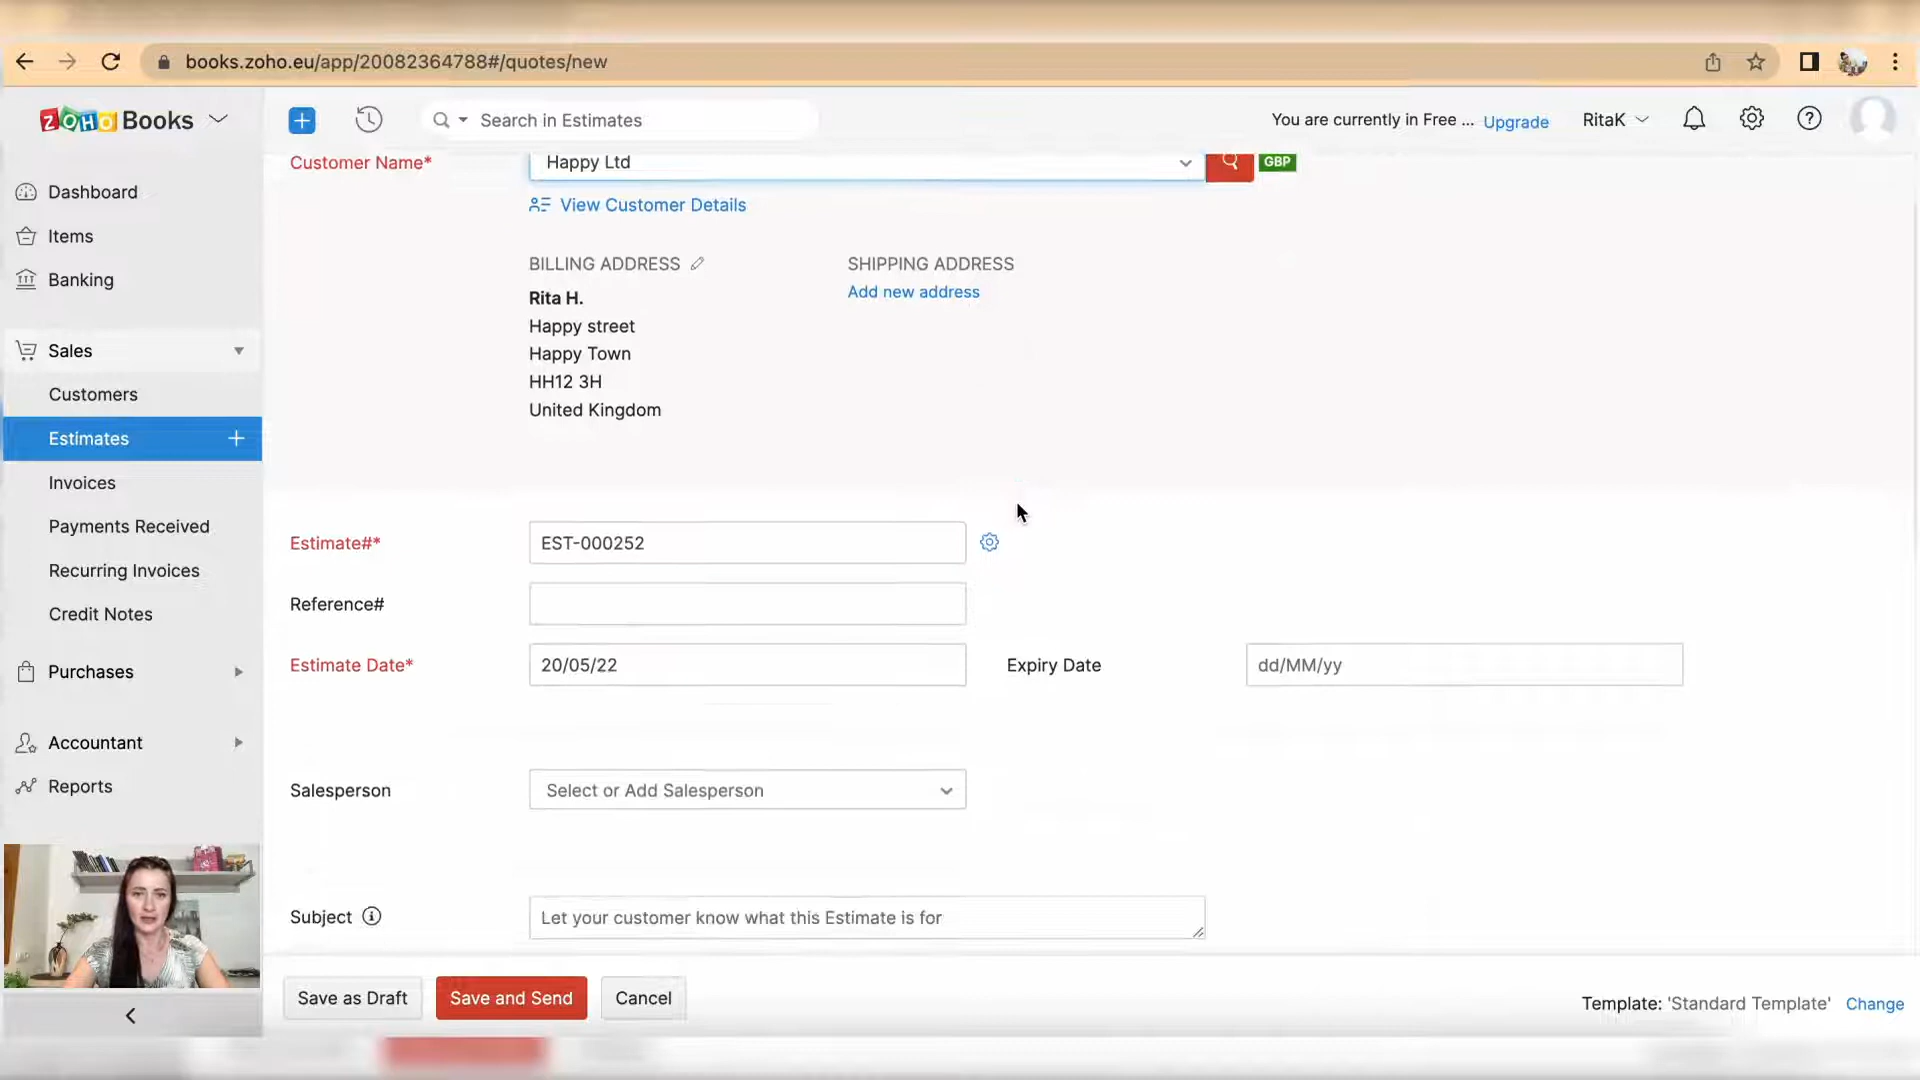 books.zoho.eu/app/20082364788#/quotes/new
ZOHO Books
Search in Estimates
You are currently in Free ... Upgrade
RitaK
Dashboard
Items
Banking
Sales
Customers
Estimates
Invoices
Payments Received
Recurring Invoices
Credit Notes
Purchases
Accountant
Reports
Customer Name*
Happy Ltd
GBP
View Customer Details
BILLING ADDRESS
Rita H.
Happy street
Happy Town
HH12 3H
United Kingdom
SHIPPING ADDRESS
Add new address
Estimate#*
EST-000252
Reference#
Estimate Date*
20/05/22
Expiry Date
dd/MM/yy
Salesperson
Select or Add Salesperson
Subject
Let your customer know what this Estimate is for
Save as Draft
Save and Send
Cancel
Template: 'Standard Template' Change